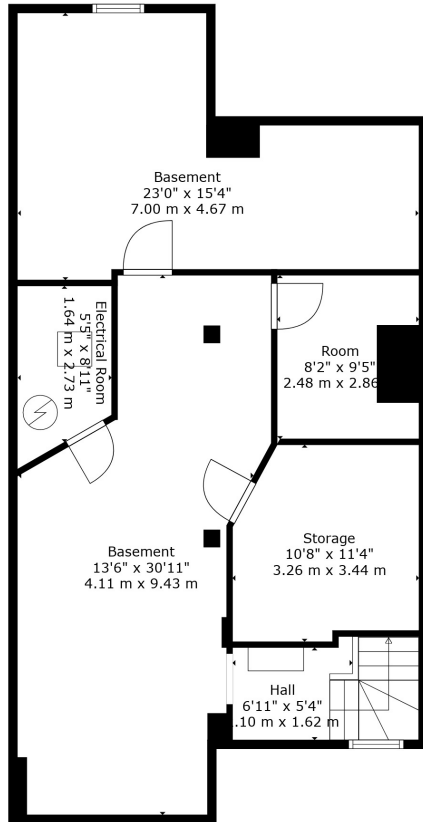 Basement
23'0" x 15'4"
7.00 m x 4.67 m
Electrical Room
5'5" x 8'11"
1.64 m x 2.73 m
Room
8'2" x 9'5"
2.48 m x 2.86
Basement
13'6" x 30'11"
4.11 m x 9.43 m
Storage
10'8" x 11'4"
3.26 m x 3.44 m
Hall
6'11" x 5'4"
.10 m x 1.62 m